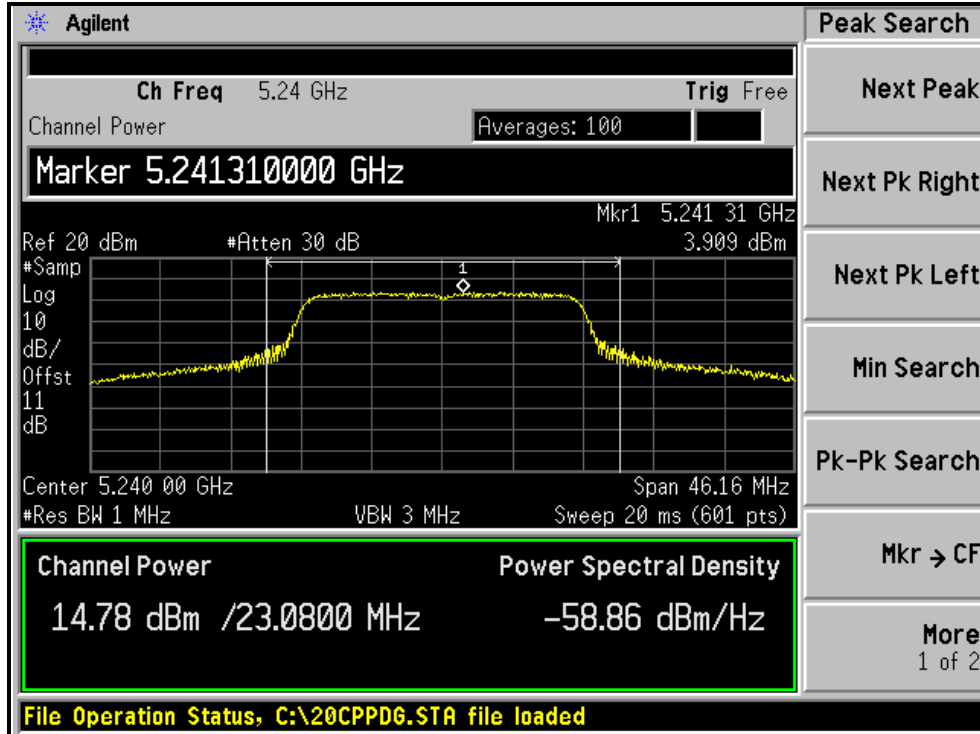 Agilent
Peak Search
Ch Freq 5.24 GHz Trig Free
Channel Power Averages: 100
Marker 5.241310000 GHz
Mkr1 5.241 31 GHz
Ref 20 dBm #Atten 30 dB 3.909 dBm
#Samp
Log
10
dB/
Offst
11
dB
1
Center 5.240 00 GHz Span 46.16 MHz
#Res BW 1 MHz VBW 3 MHz Sweep 20 ms (601 pts)
Channel Power Power Spectral Density
14.78 dBm /23.0800 MHz -58.86 dBm/Hz
File Operation Status, C:\20CPPDG.STA file loaded
Next Peak
Next Pk Right
Next Pk Left
Min Search
Pk-Pk Search
Mkr → CF
More
1 of 2